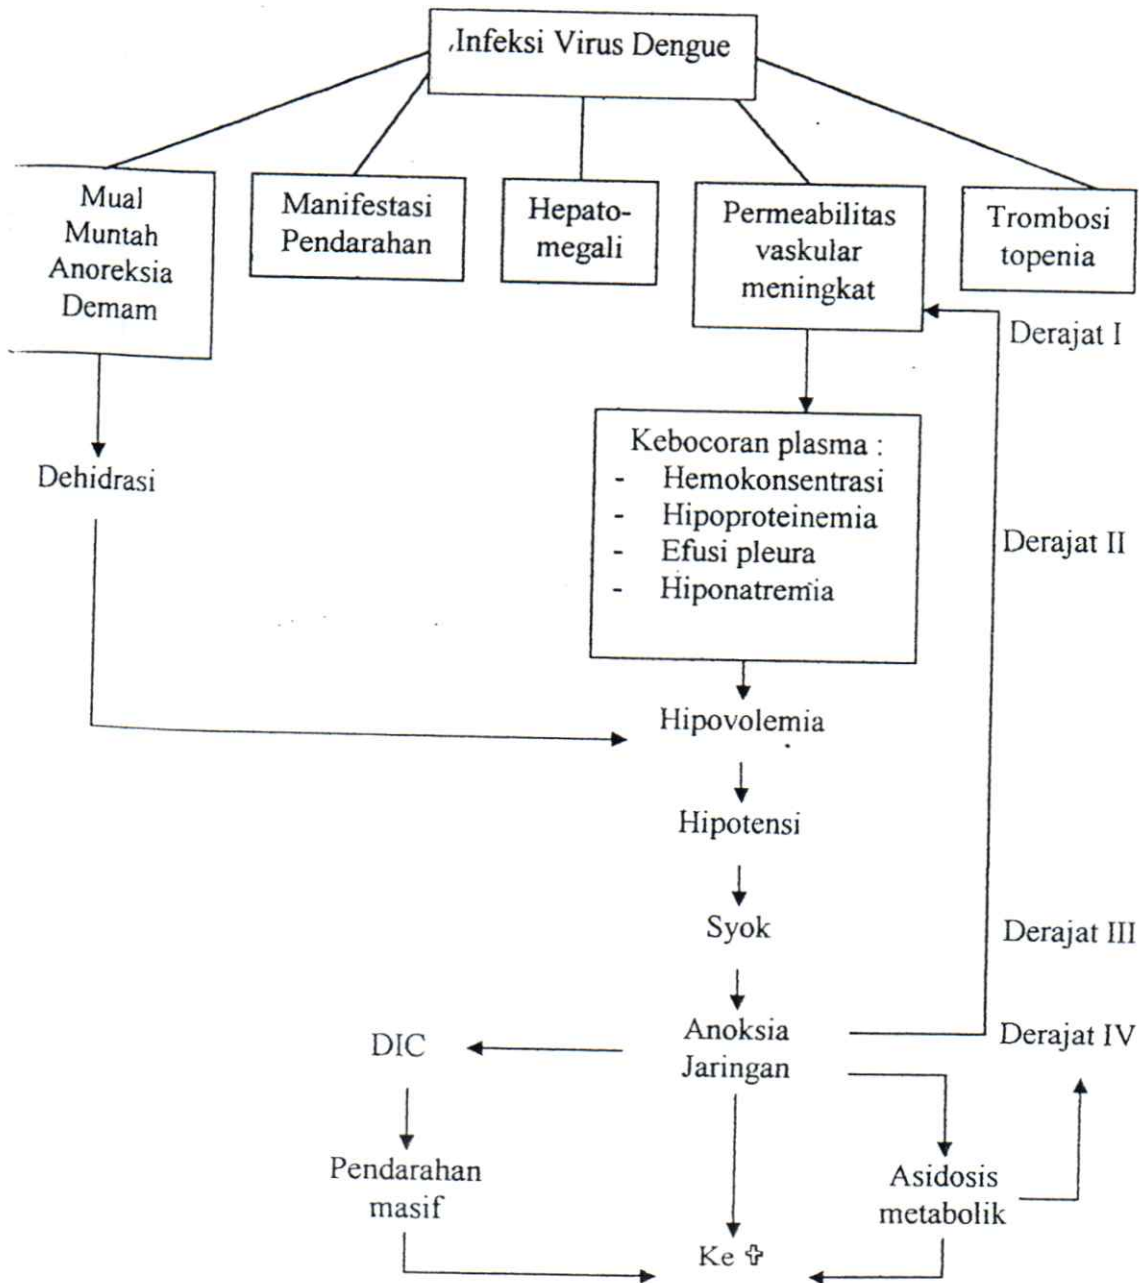 Infeksi Virus Dengue
Mual
Muntah
Anoreksia
Demam
Manifestasi
Pendarahan
Hepato-
megali
Permeabilitas
vaskular
meningkat
Trombosi
topenia
Derajat I
Kebocoran plasma :
- Hemokonsentrasi
- Hipoproteinemia
- Efusi pleura
- Hiponatremia
Dehidrasi
Derajat II
Hipovolemia
Hipotensi
Syok
Derajat III
Anoksia
Jaringan
Derajat IV
DIC
Pendarahan
masif
Asidosis
metabolik
Ke ✞